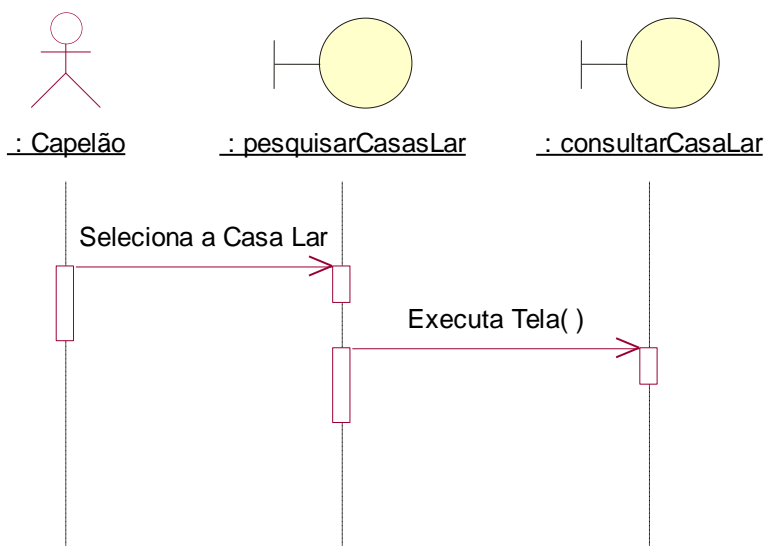 : Capelão
: pesquisarCasasLar
: consultarCasaLar
Seleciona a Casa Lar
Executa Tela( )